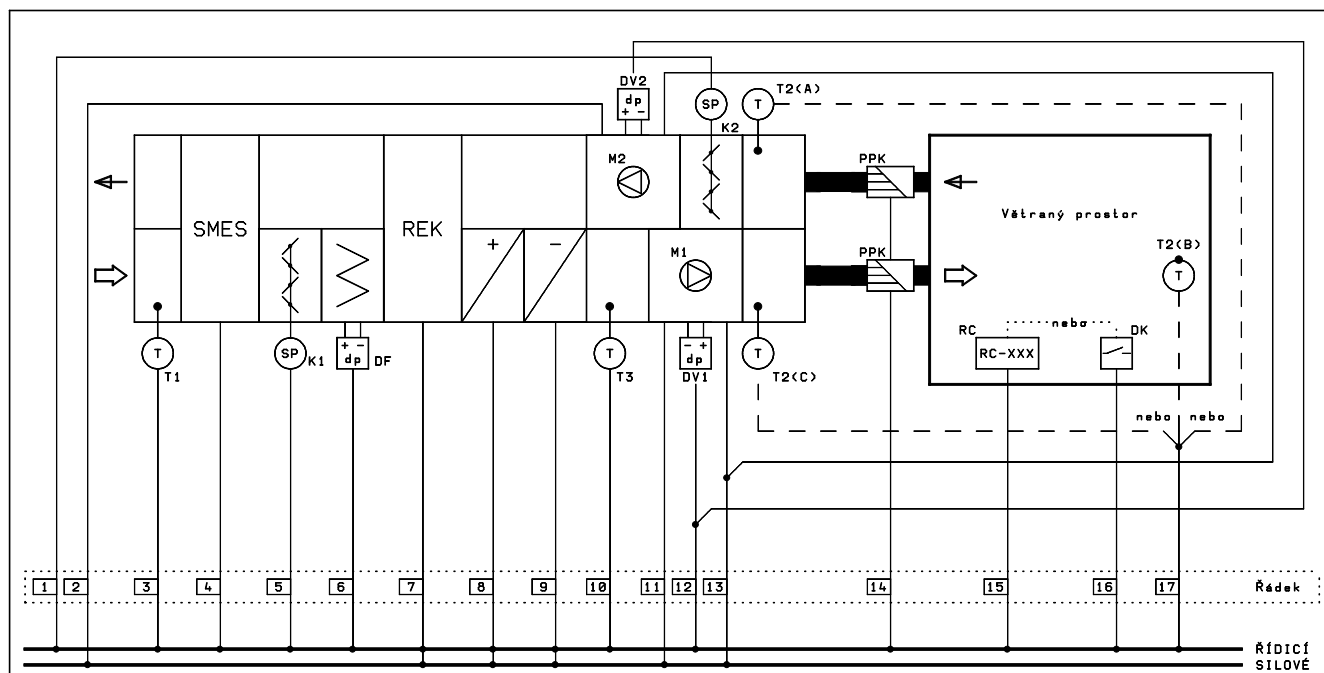 DV2
dp
+ -
SP
T
T2(A)
K2
M2
PPK
SMES
REK
Větraný prostor
+
-
M1
PPK
T2(B)
T
nebo
RC
DK
T
T1
SP
K1
+ -
dp
DF
T
T3
- +
dp
DV1
T
T2(C)
RC-XXX
nebo nebo
1 2 3 4 5 6 7 8 9 10 11 12 13 14 15 16 17 Řádek
ŘÍDICÍ
SILOVÉ